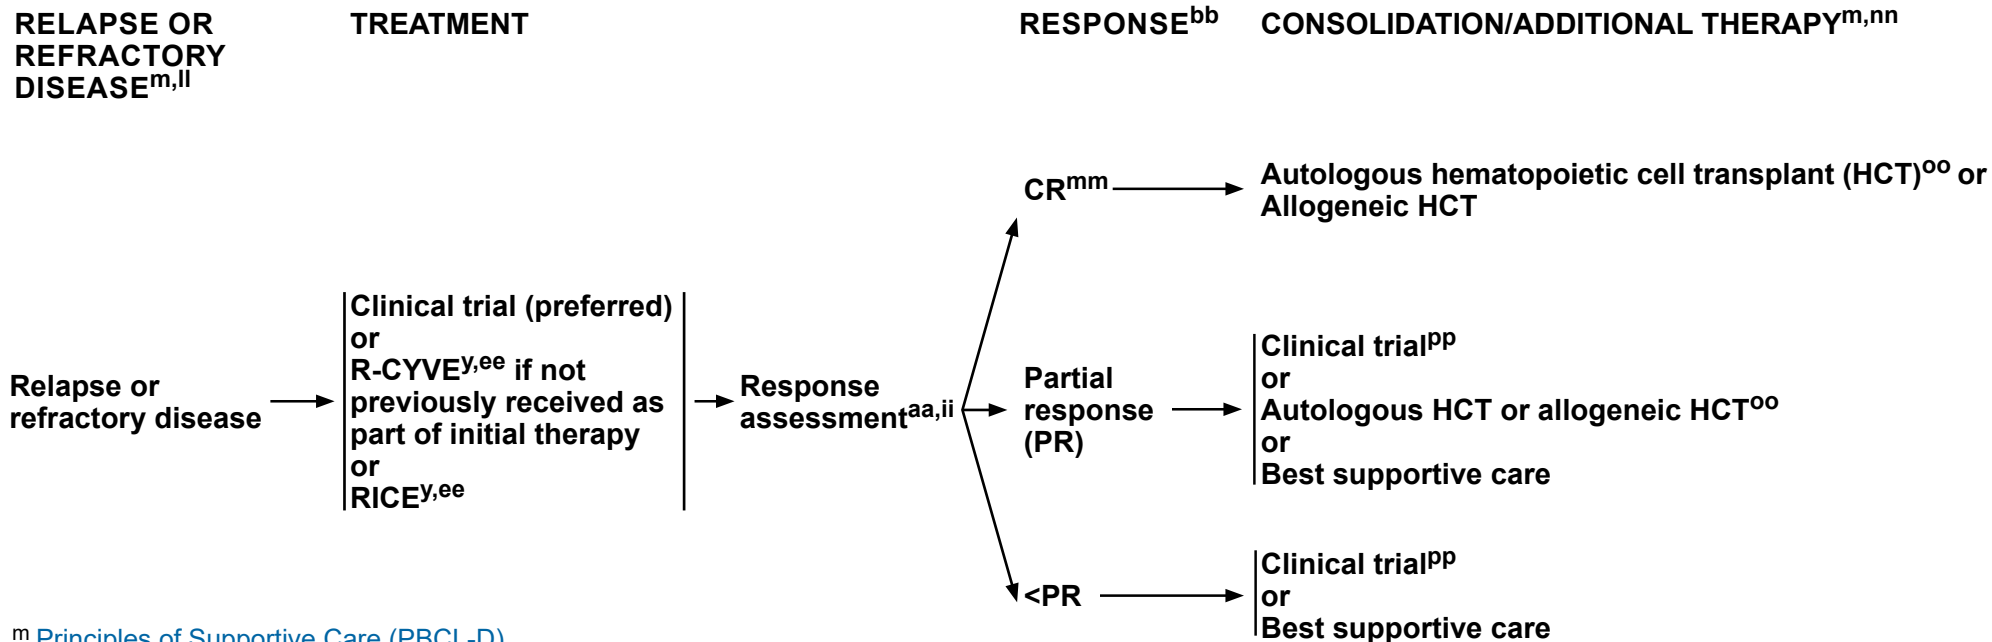 RELAPSE OR
REFRACTORY
DISEASEm,ll
TREATMENT
RESPONSEbb
CONSOLIDATION/ADDITIONAL THERAPYm,nn
Relapse or
refractory disease
Clinical trial (preferred)
or
R-CYVEy,ee if not
previously received as
part of initial therapy
or
RICEy,ee
Response
assessmentaa,ii
CRmm
Autologous hematopoietic cell transplant (HCT)oo or
Allogeneic HCT
Partial
response
(PR)
Clinical trialpp
or
Autologous HCT or allogeneic HCToo
or
Best supportive care
<PR
Clinical trialpp
or
Best supportive care
m Principles of Supportive Care (PBCL-D)